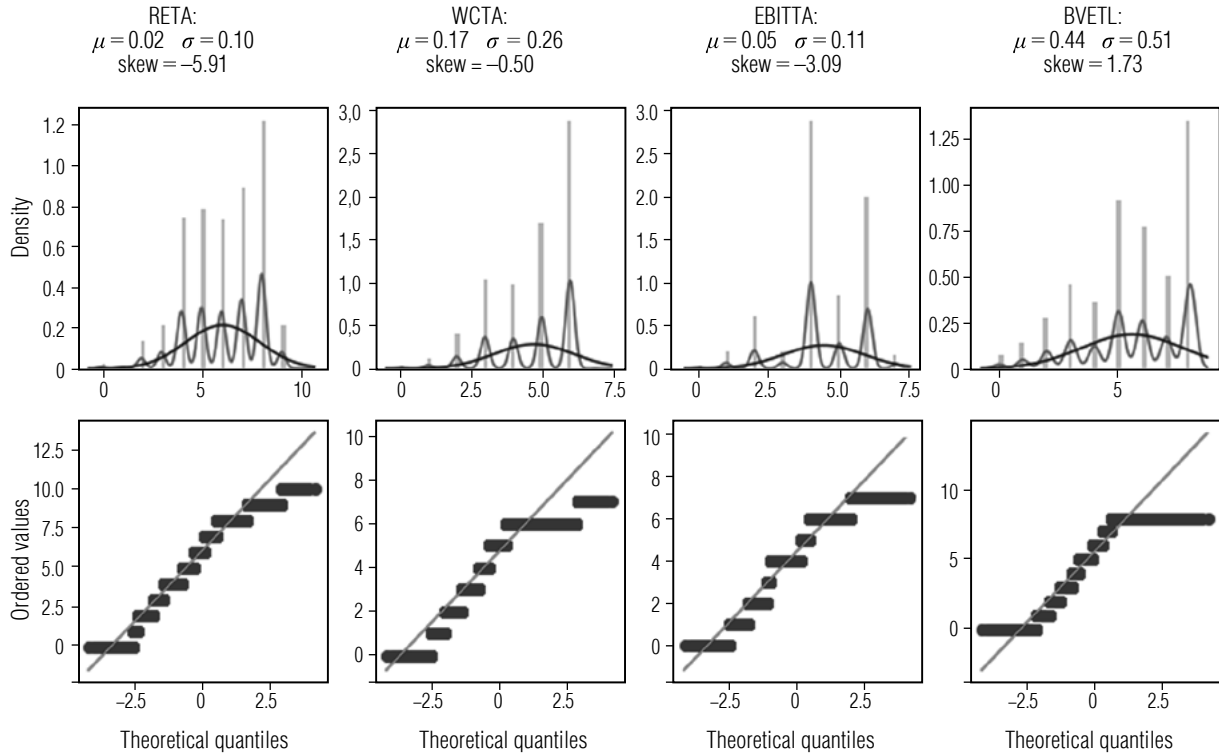 RETA:
μ = 0.02 σ = 0.10
skew = –5.91
WCTA:
μ = 0.17 σ = 0.26
skew = –0.50
EBITTA:
μ = 0.05 σ = 0.11
skew = –3.09
BVETL:
μ = 0.44 σ = 0.51
skew = 1.73
Density
1.2
1.0
0.8
0.6
0.4
0.2
0
0 5 10
3,0
2,5
2,0
1,5
1,0
0,5
0
0 2.5 5.0 7.5
3.0
2.5
2.0
1.5
1.0
0.5
0
0 2.5 5.0 7.5
1.25
1.00
0.75
0.50
0.25
0
0 5
Ordered values
12.5
10.0
7.5
5.0
2.5
0
–2.5 0 2.5
Theoretical quantiles
10
8
6
4
2
0
–2.5 0 2.5
Theoretical quantiles
10
8
6
4
2
0
–2.5 0 2.5
Theoretical quantiles
10
5
0
–2.5 0 2.5
Theoretical quantiles